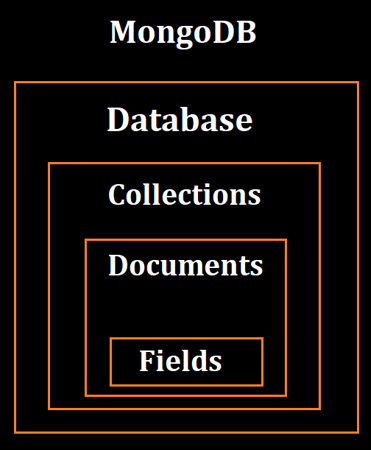 MongoDB
Database
Collections
Documents
Fields